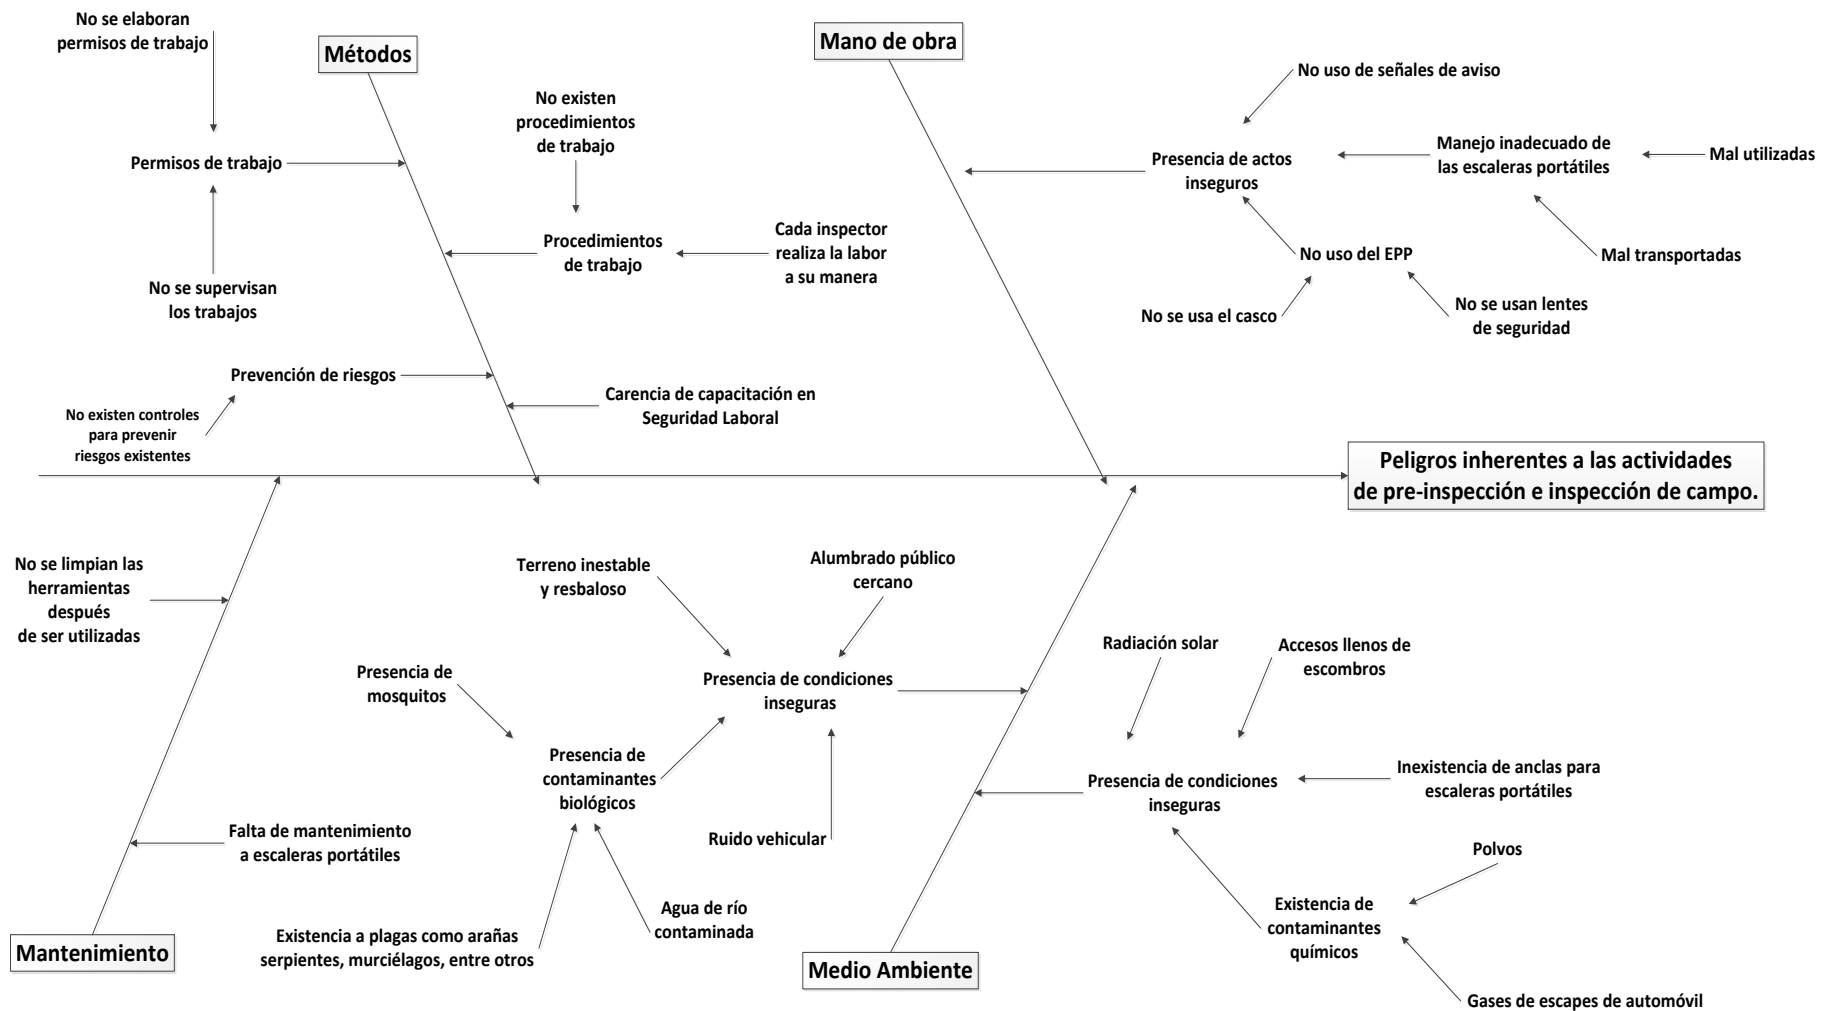 No se elaboran
permisos de trabajo
Métodos
Mano de obra
No uso de señales de aviso
No existen
procedimientos
de trabajo
Permisos de trabajo
Presencia de actos
inseguros
Manejo inadecuado de
las escaleras portátiles
Mal utilizadas
Procedimientos
de trabajo
Cada inspector
realiza la labor
a su manera
No uso del EPP
Mal transportadas
No se supervisan
los trabajos
No se usa el casco
No se usan lentes
de seguridad
Prevención de riesgos
Carencia de capacitación en
Seguridad Laboral
No existen controles
para prevenir
riesgos existentes
Peligros inherentes a las actividades
de pre-inspección e inspección de campo.
No se limpian las
herramientas
después
de ser utilizadas
Terreno inestable
y resbaloso
Alumbrado público
cercano
Radiación solar
Accesos llenos de
escombros
Presencia de
mosquitos
Presencia de condiciones
inseguras
Presencia de
contaminantes
biológicos
Presencia de condiciones
inseguras
Inexistencia de anclas para
escaleras portátiles
Falta de mantenimiento
a escaleras portátiles
Ruido vehicular
Polvos
Agua de río
contaminada
Existencia de
contaminantes
químicos
Existencia a plagas como arañas
serpientes, murciélagos, entre otros
Mantenimiento
Medio Ambiente
Gases de escapes de automóvil